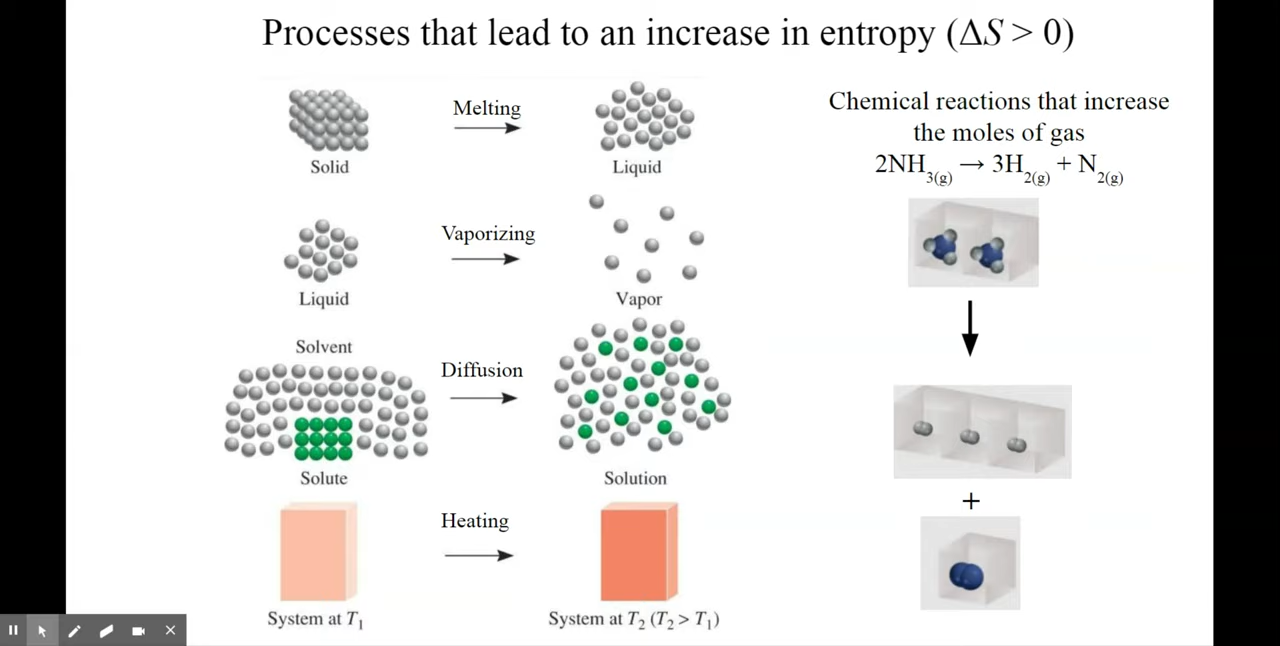 Processes that lead to an increase in entropy (ΔS > 0)
Melting
Solid
Liquid
Vaporizing
Liquid
Vapor
Solvent
Diffusion
Solute
Solution
Heating
System at T₁
System at T₂ (T₂ > T₁)
Chemical reactions that increase
the moles of gas
2NH₃(g) → 3H₂(g) + N₂(g)
+